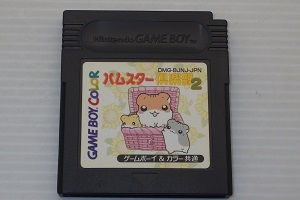 Nintendo GAME BOY™
DMG-BJNJ-JPN
GAME BOY COLOR
ハムスター倶楽部2
ゲームボーイ & カラー共通